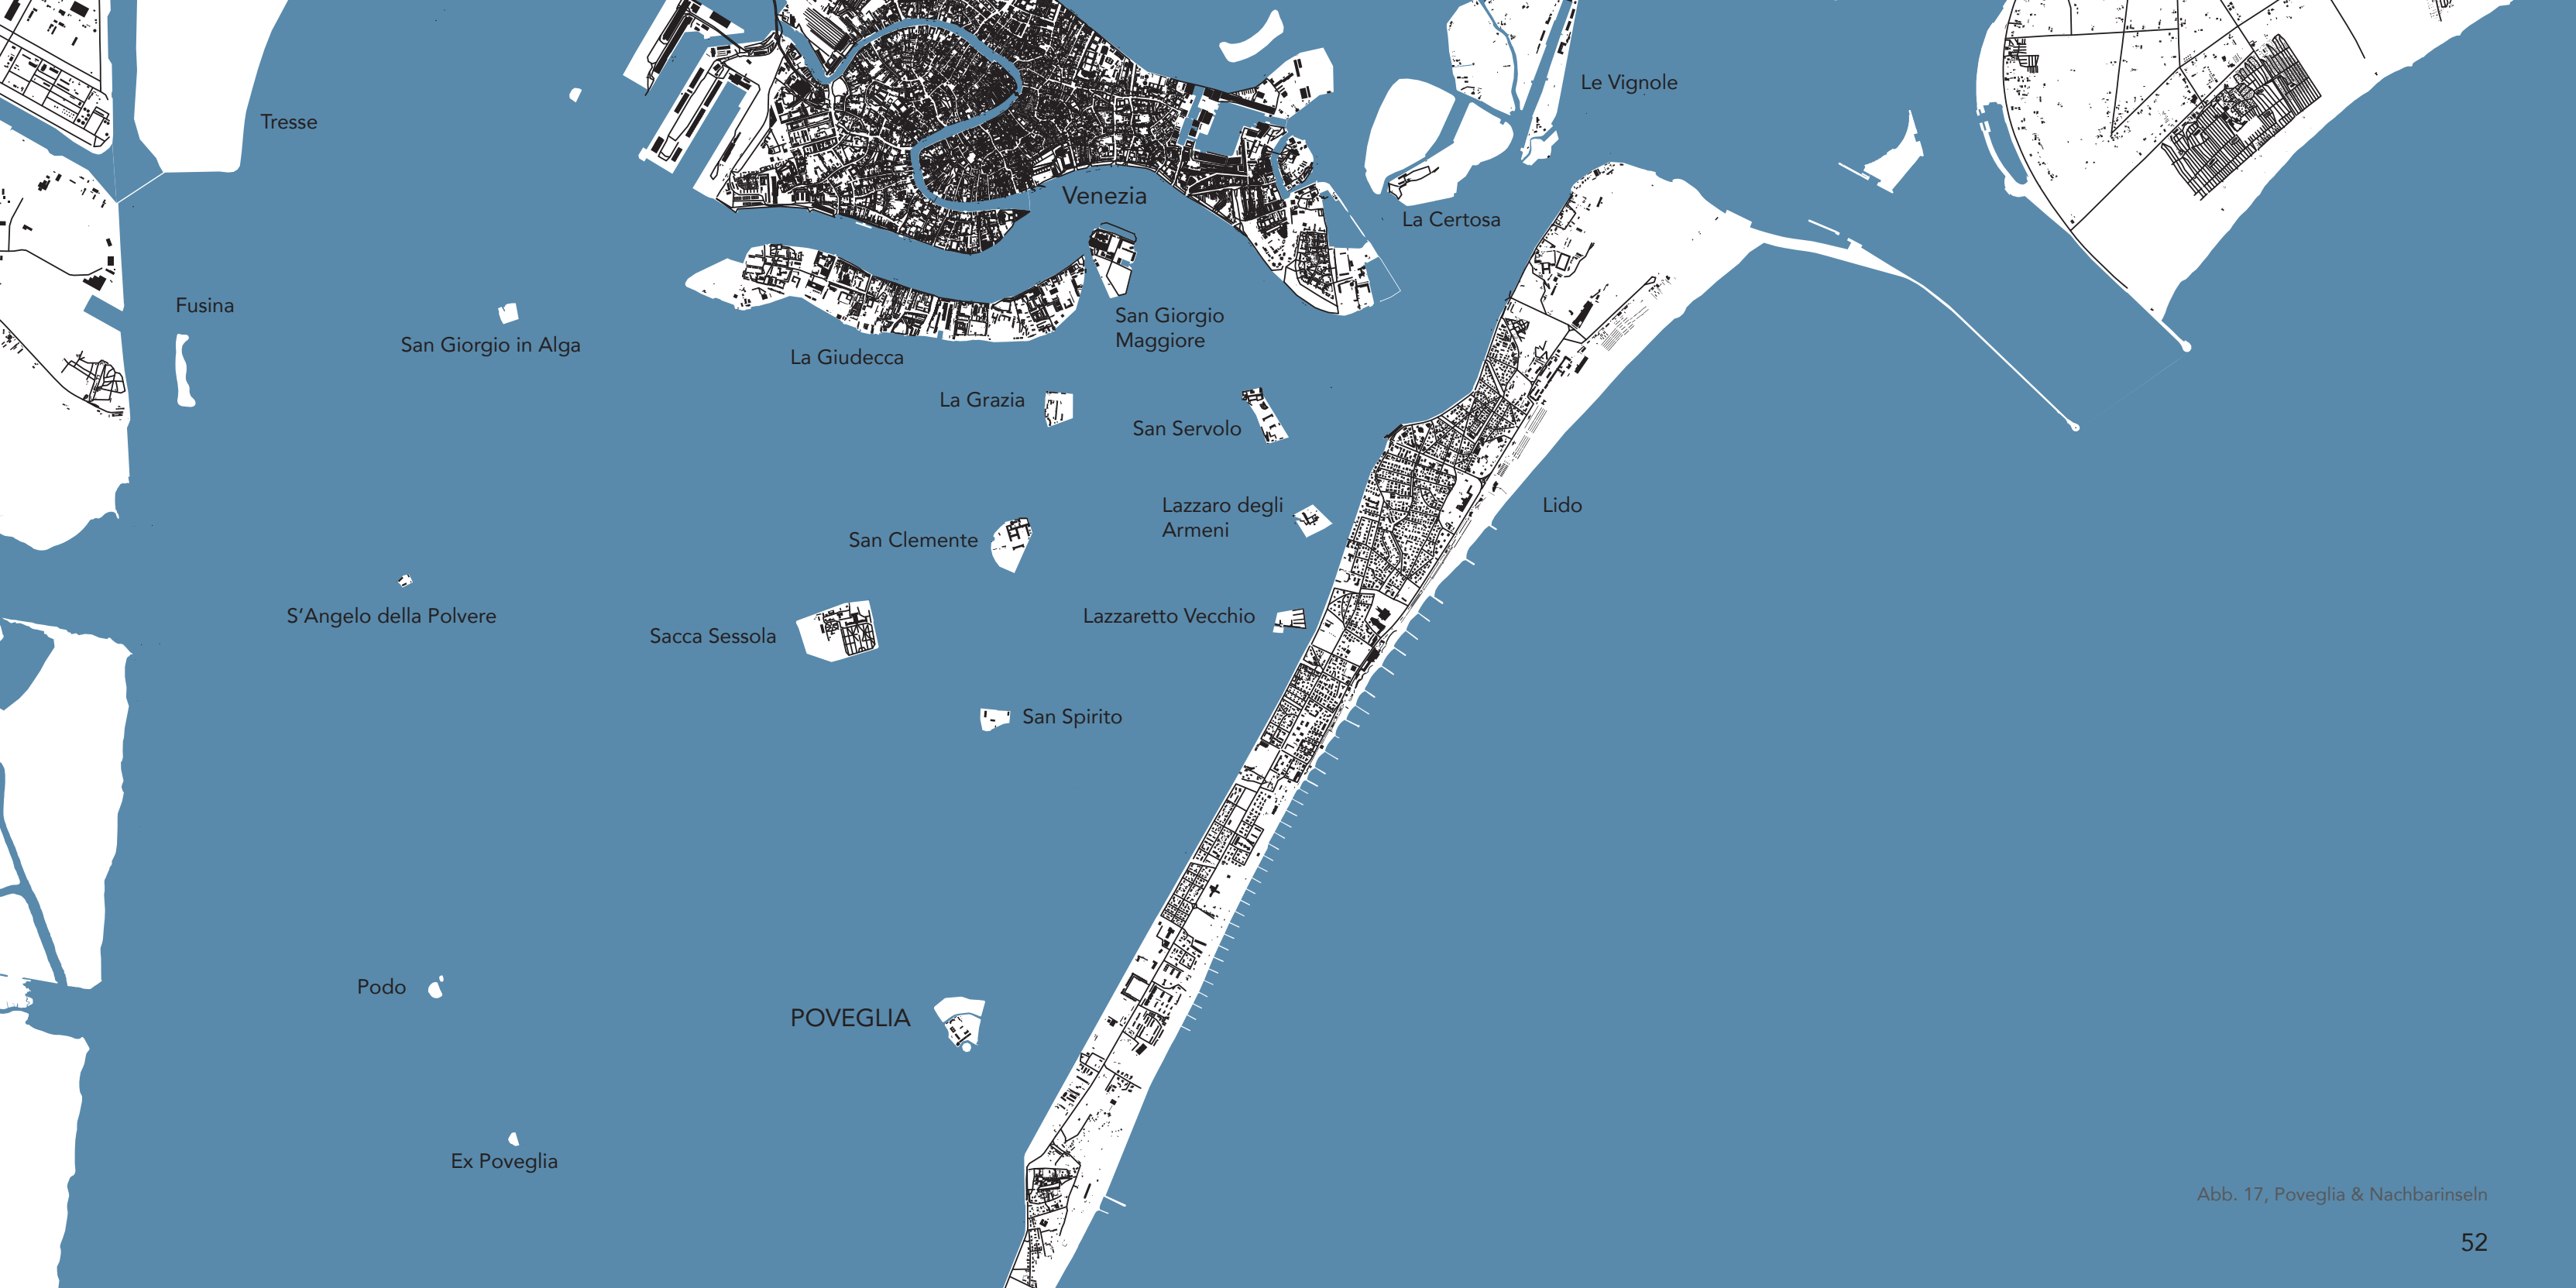 Le Vignole
Tresse
Venezia
La Certosa
Fusina
San Giorgio
Maggiore
San Giorgio in Alga
La Giudecca
La Grazia
San Servolo
Lazzaro degli
Armeni
Lido
San Clemente
S‘Angelo della Polvere
Lazzaretto Vecchio
Sacca Sessola
San Spirito
Podo
POVEGLIA
Ex Poveglia
Abb. 17, Poveglia & Nachbarinseln
52